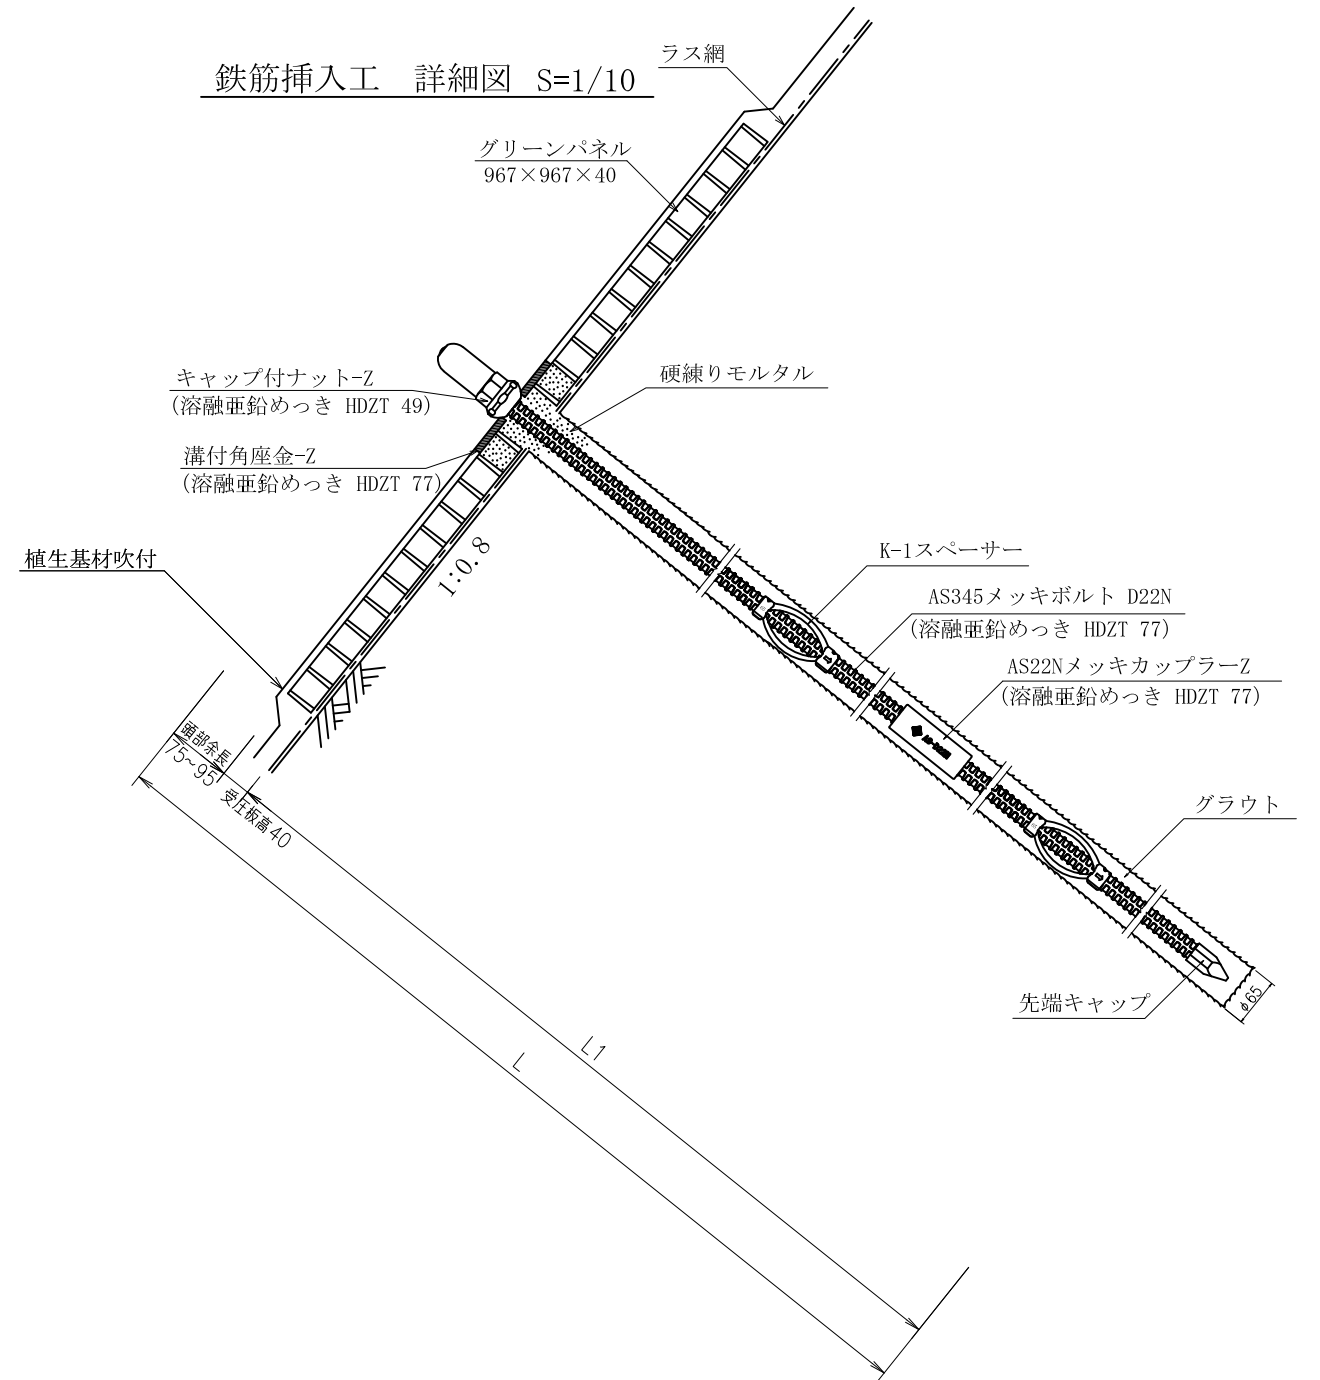 鉄筋挿入工　詳細図　S=1/10
ラス網
グリーンパネル
967×967×40
キャップ付ナット-Z
(溶融亜鉛めっき HDZT 49)
硬練りモルタル
溝付角座金-Z
(溶融亜鉛めっき HDZT 77)
植生基材吹付
1:0.8
K-1スペーサー
AS345メッキボルト D22N
(溶融亜鉛めっき HDZT 77)
AS22NメッキカップラーZ
(溶融亜鉛めっき HDZT 77)
頭部余長
75~95
受圧板高40
グラウト
先端キャップ
φ65
L1
L